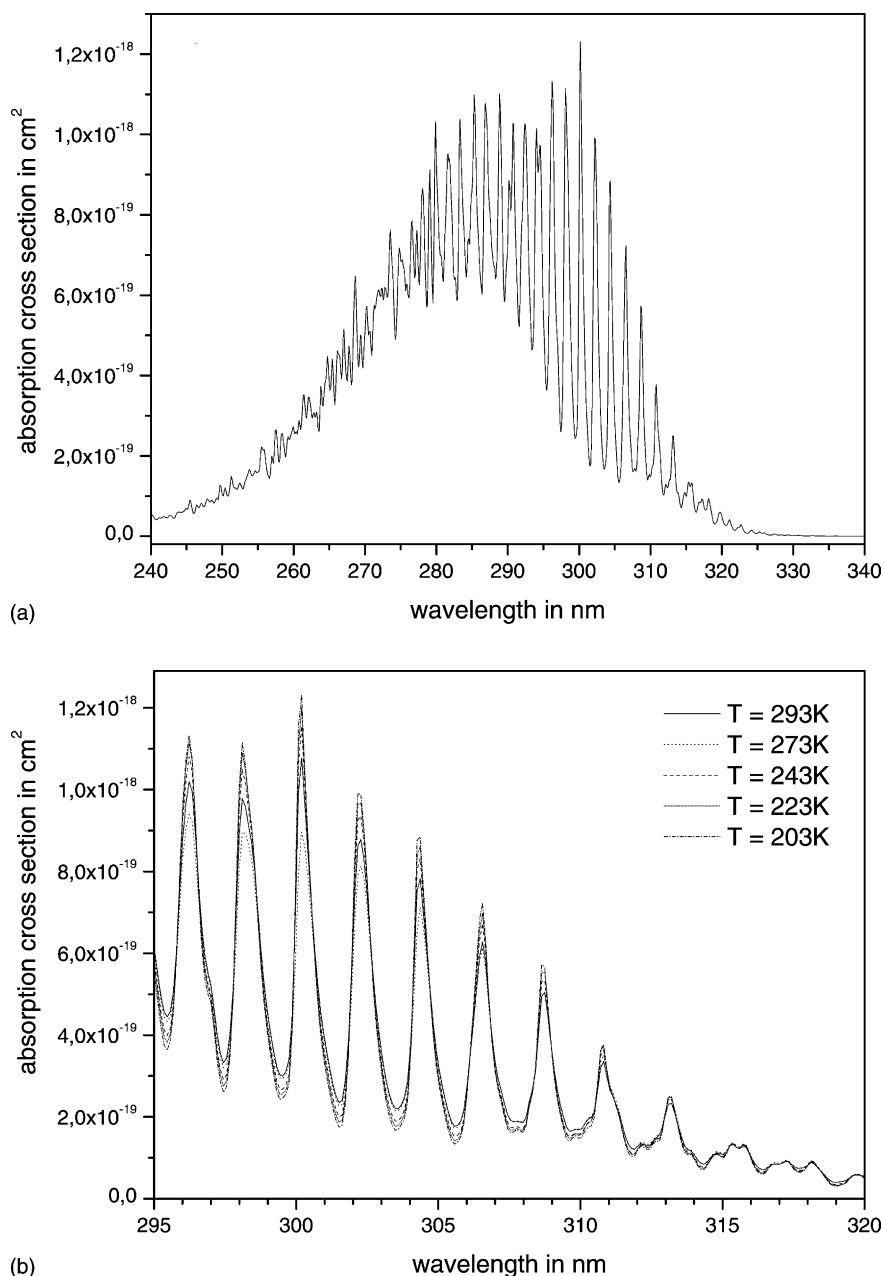 1,2x10-18
1,0x10-18
8,0x10-19
6,0x10-19
4,0x10-19
2,0x10-19
0,0
absorption cross section in cm2
240 250 260 270 280 290 300 310 320 330 340
wavelength in nm
(a)
1,2x10-18
1,0x10-18
8,0x10-19
6,0x10-19
4,0x10-19
2,0x10-19
0,0
absorption cross section in cm2
T = 293K
T = 273K
T = 243K
T = 223K
T = 203K
295 300 305 310 315 320
wavelength in nm
(b)